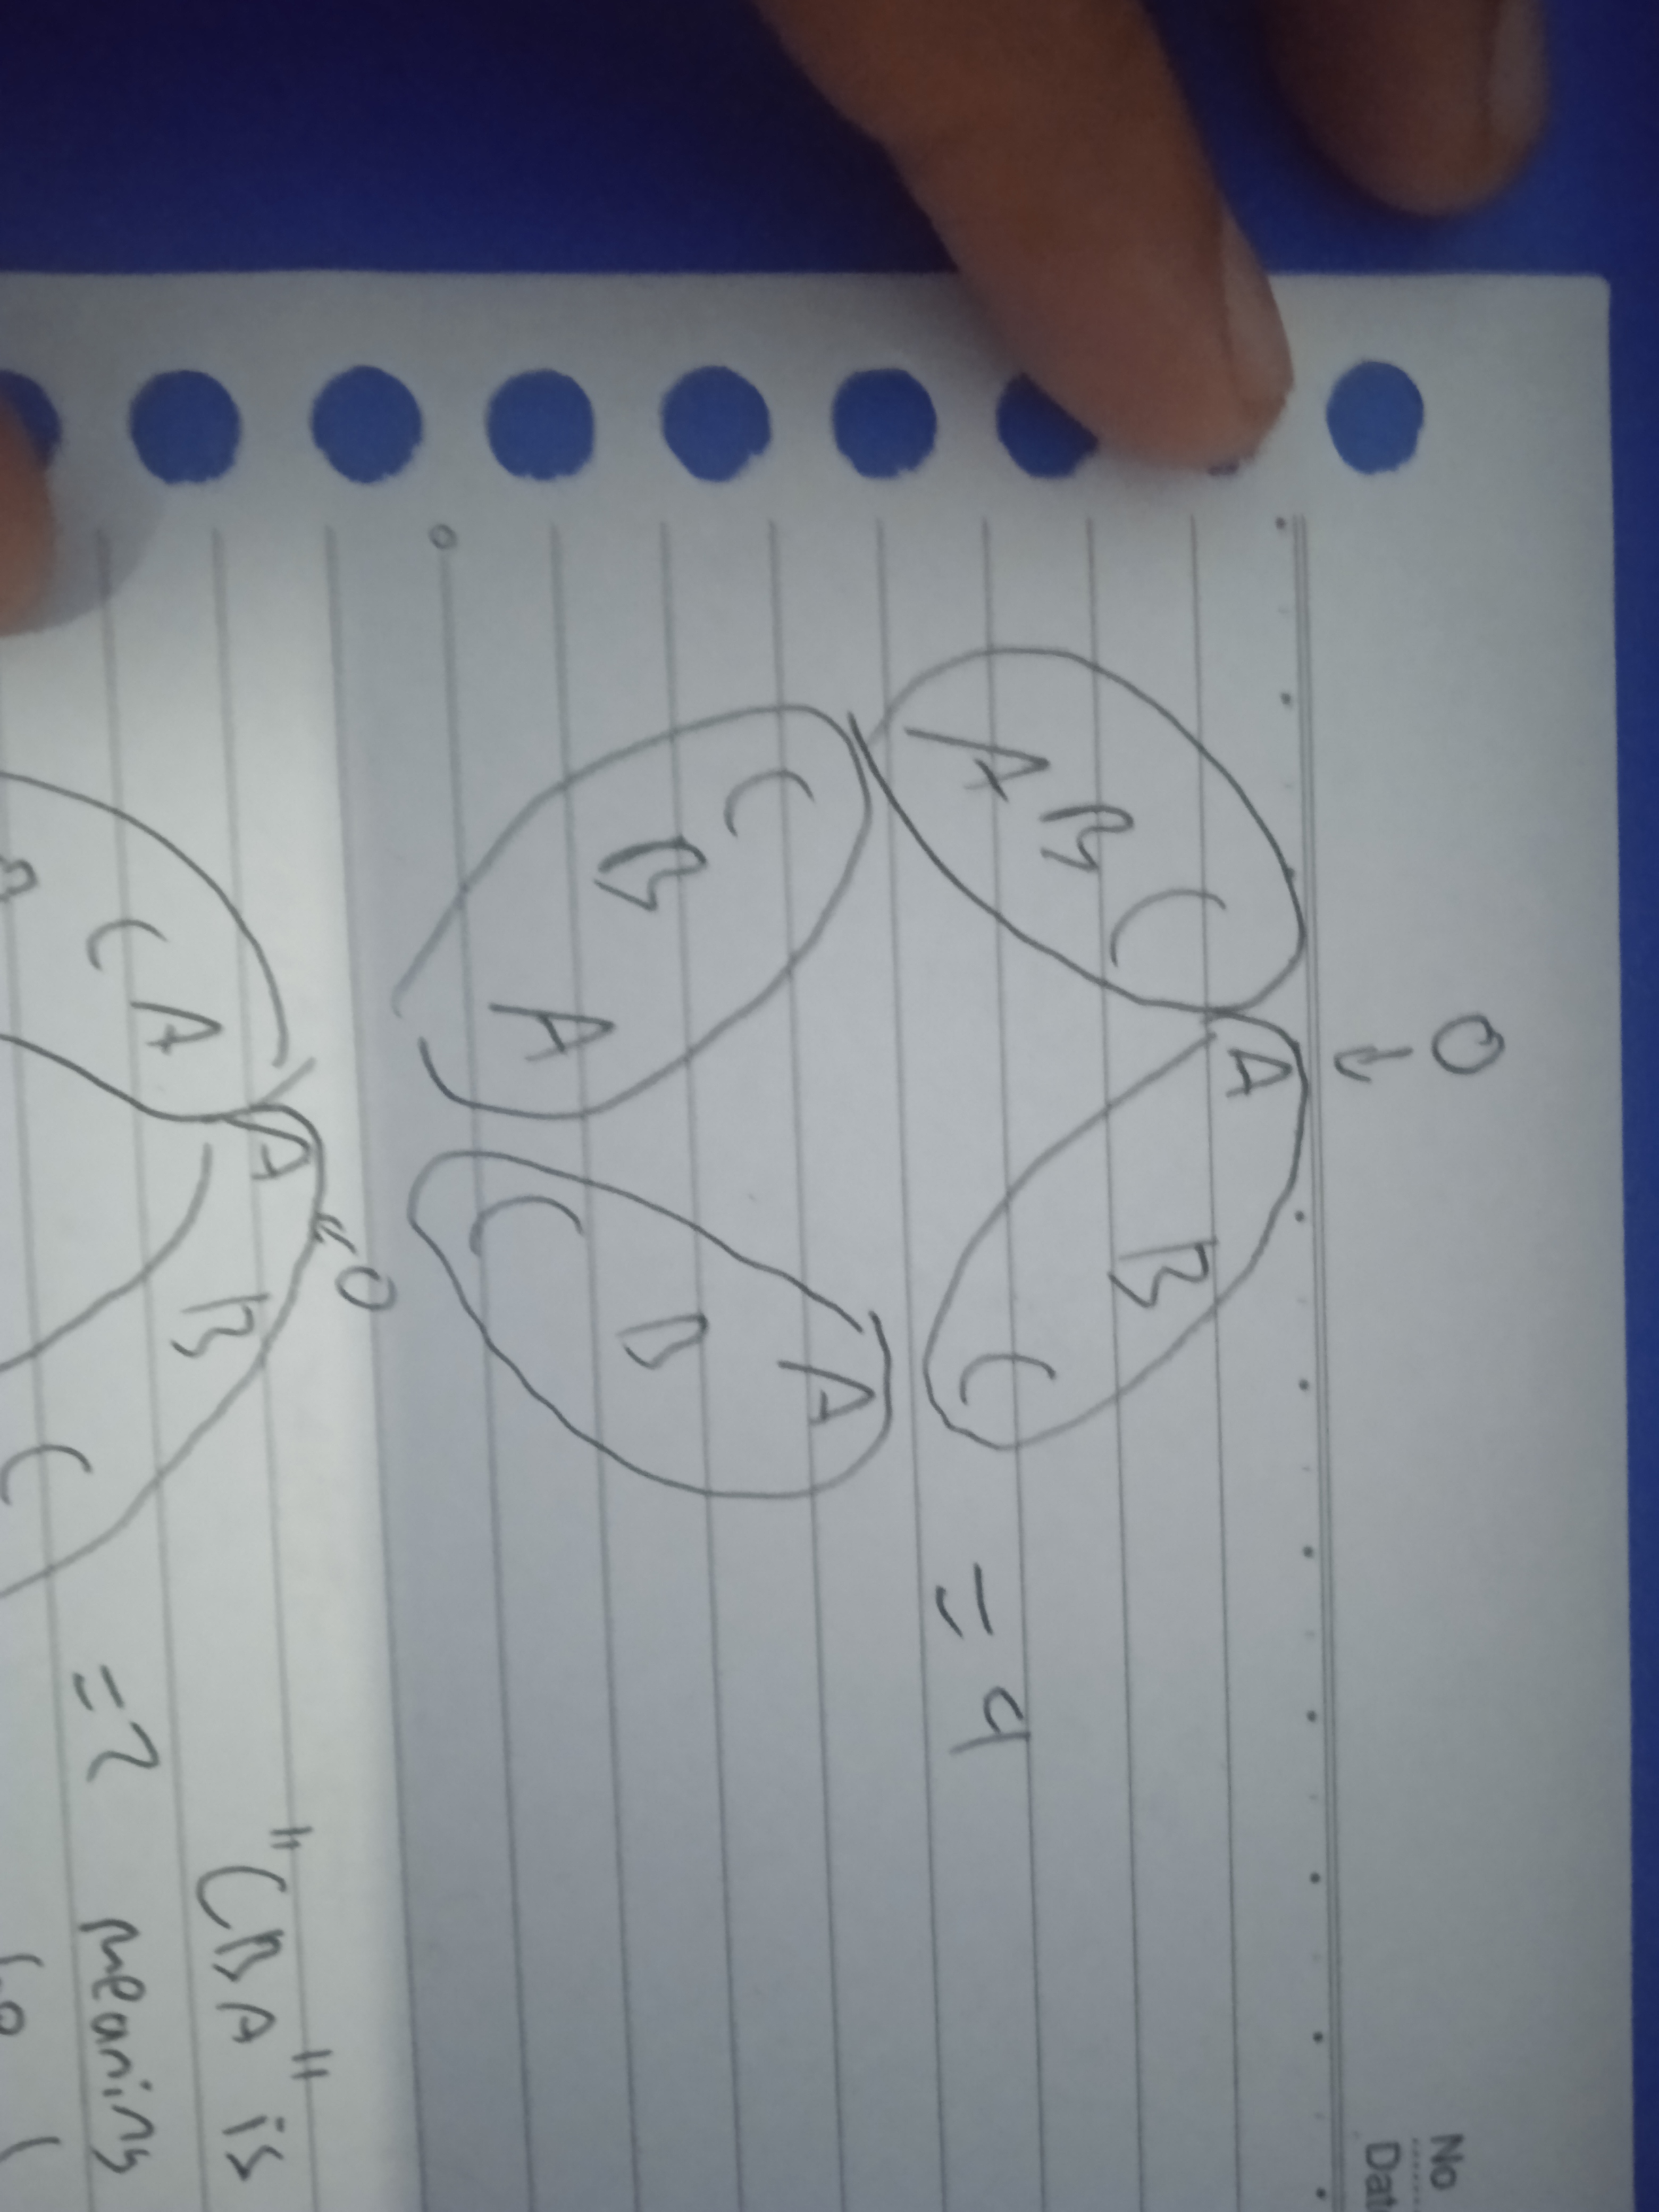 No
Dat
O
A B C
A B C
= 4
C B A
C B A
O
C A
A B C
"CBA" is
=2 meaning